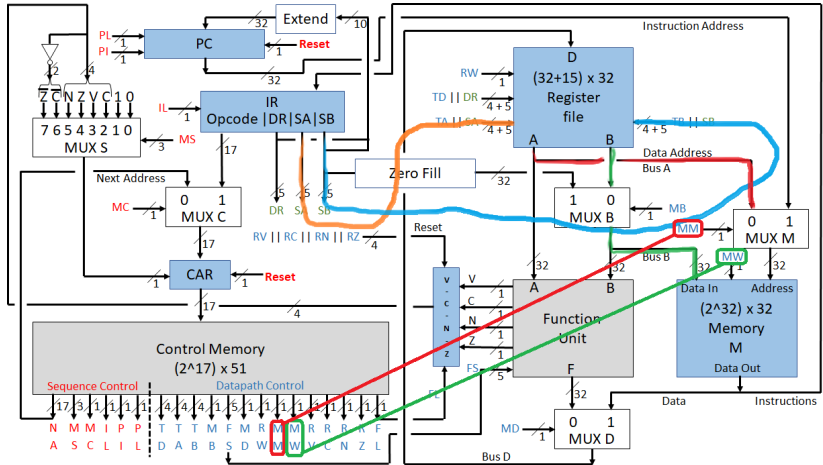 32
Extend
10
Instruction Address
PL
1
PI
1
PC
1
Reset
32
2
4
Z C N Z V C 1 0
7 6 5 4 3 2 1 0
MUX S
3
MS
IL
1
IR
Opcode |DR|SA|SB
17
RW
1
TD || DR
4 + 5
TA || SA
4 + 5
D
(32+15) x 32
Register
file
A
B
4 + 5
TB || SB
Data Address
Bus A
Next Address
MC
1
0 1
MUX C
17
5
5
5
DR
SA
SB
RV || RC || RN || RZ
4
Zero Fill
32
1 0
MUX B
1
MB
MM
1
0 1
MUX M
Reset
Bus B
MW
1
32
32
32
32
CAR
1
1
Reset
17
4
V
-
C
-
N
-
Z
V
1
C
1
N
1
Z
1
FS
5
FL
A
B
Function
Unit
F
Data In
Address
(2^32) x 32
Memory
M
Data Out
Control Memory
(2^17) x 51
Sequence Control
Datapath Control
17 3 1 1 1 1 4 4 4 1 5 1 1 1 1 1 1 1 1 1
N M M I P P T T T M F M R M M R R R R F
A S C L I L D A B B S D W M W V C N Z L
32
Data
Instructions
MD
1
0 1
MUX D
Bus D